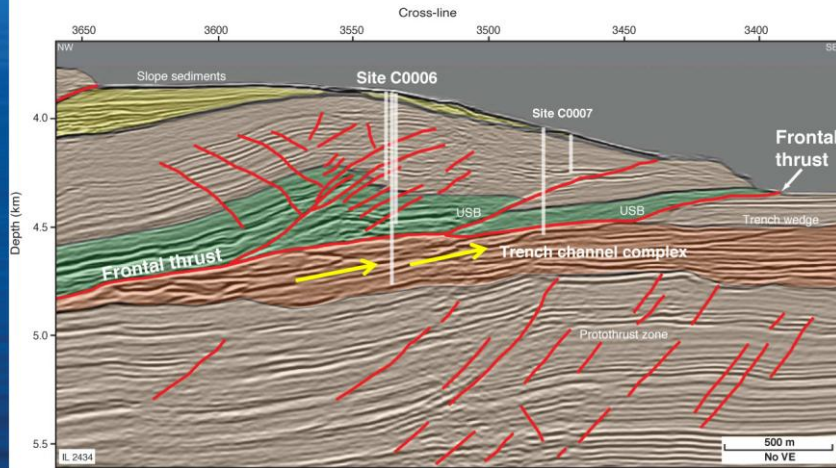 Cross-line
3650 3600 3550 3500 3450 3400
NW
Slope sediments
Site C0006
Site C0007
4.0
Frontal
thrust
Depth (km)
4.5
USB
USB
Trench wedge
Frontal thrust
Trench channel complex
5.0
Protothrust zone
5.5
IL 2434
500 m
No VE